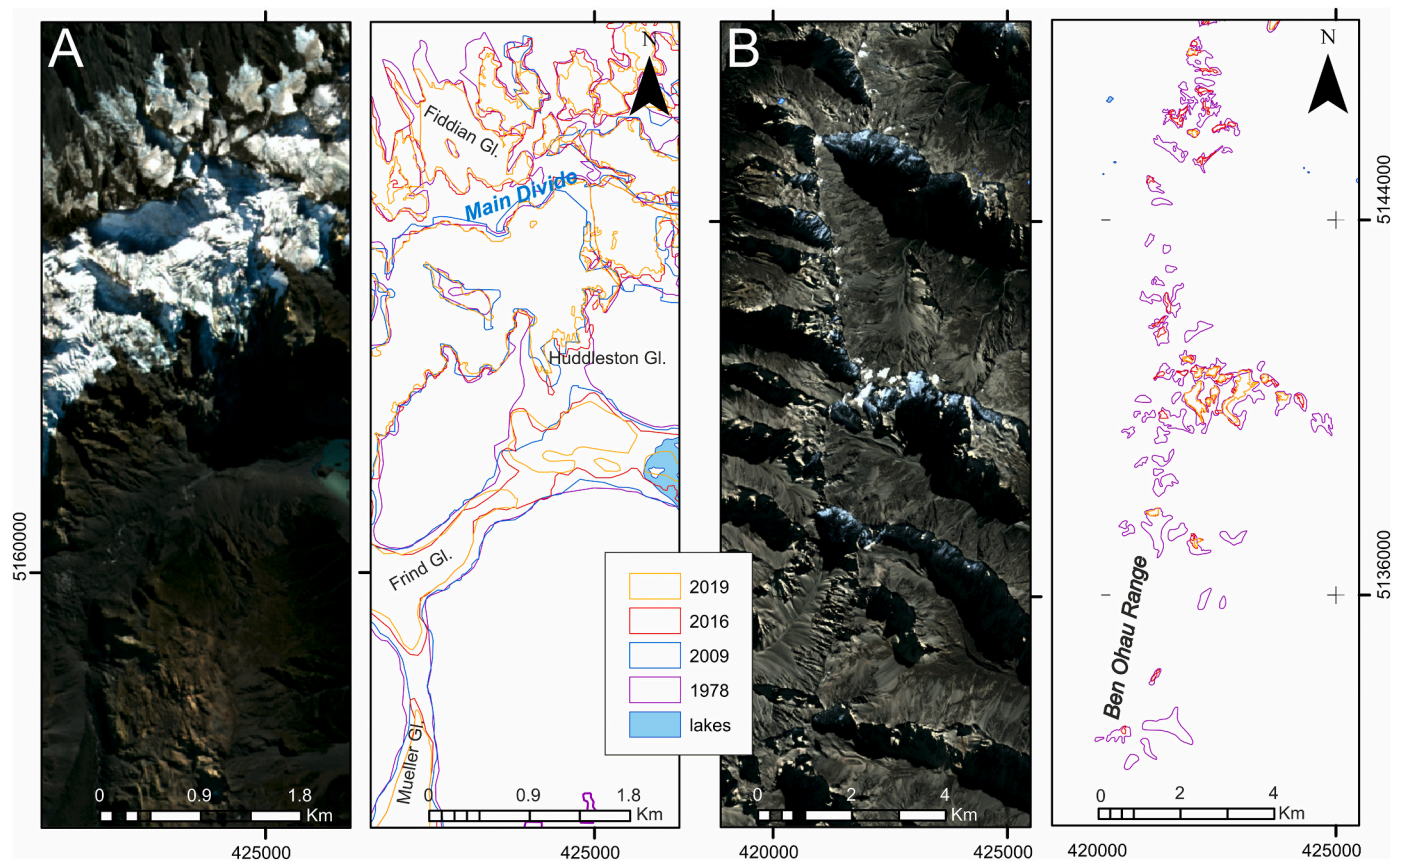 A
B
N
N
Fiddian Gl.
Main Divide
Huddleston Gl.
Frind Gl.
Mueller Gl.
Ben Ohau Range
2019
2016
2009
1978
lakes
5160000
5144000
5136000
0 0.9 1.8
Km
0 0.9 1.8
Km
0 2 4
Km
0 2 4
Km
425000
425000
420000
425000
420000
425000